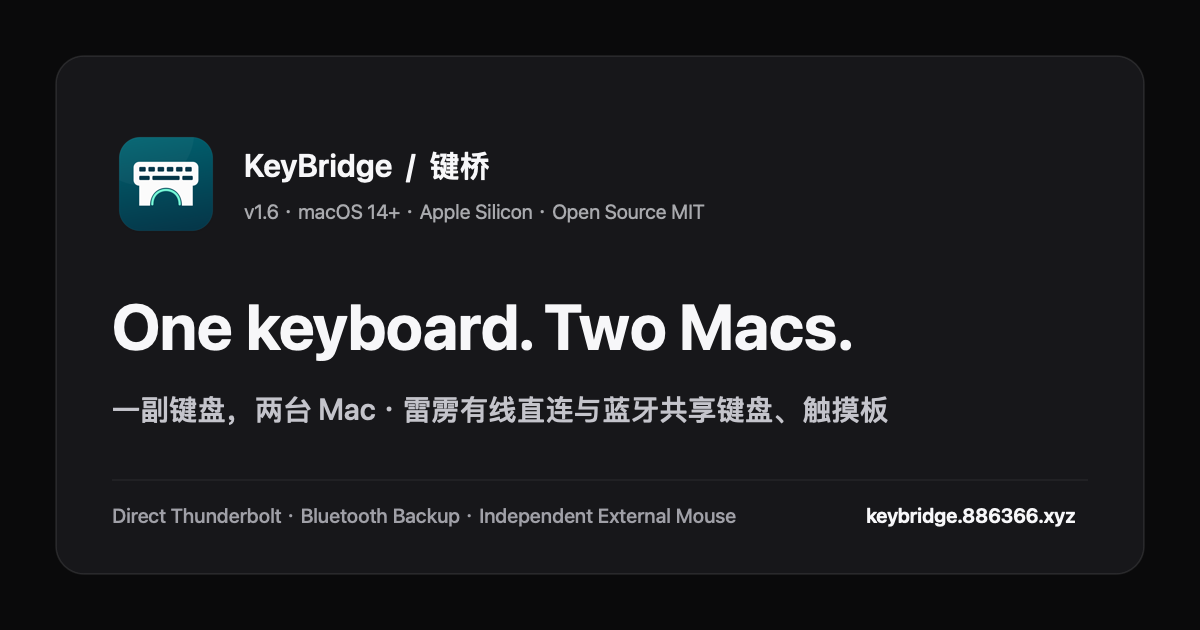 KeyBridge / 键桥
v1.6 · macOS 14+ · Apple Silicon · Open Source MIT
One keyboard. Two Macs.
一副键盘，两台 Mac · 雷雳有线直连与蓝牙共享键盘、触摸板
Direct Thunderbolt · Bluetooth Backup · Independent External Mouse
keybridge.886366.xyz